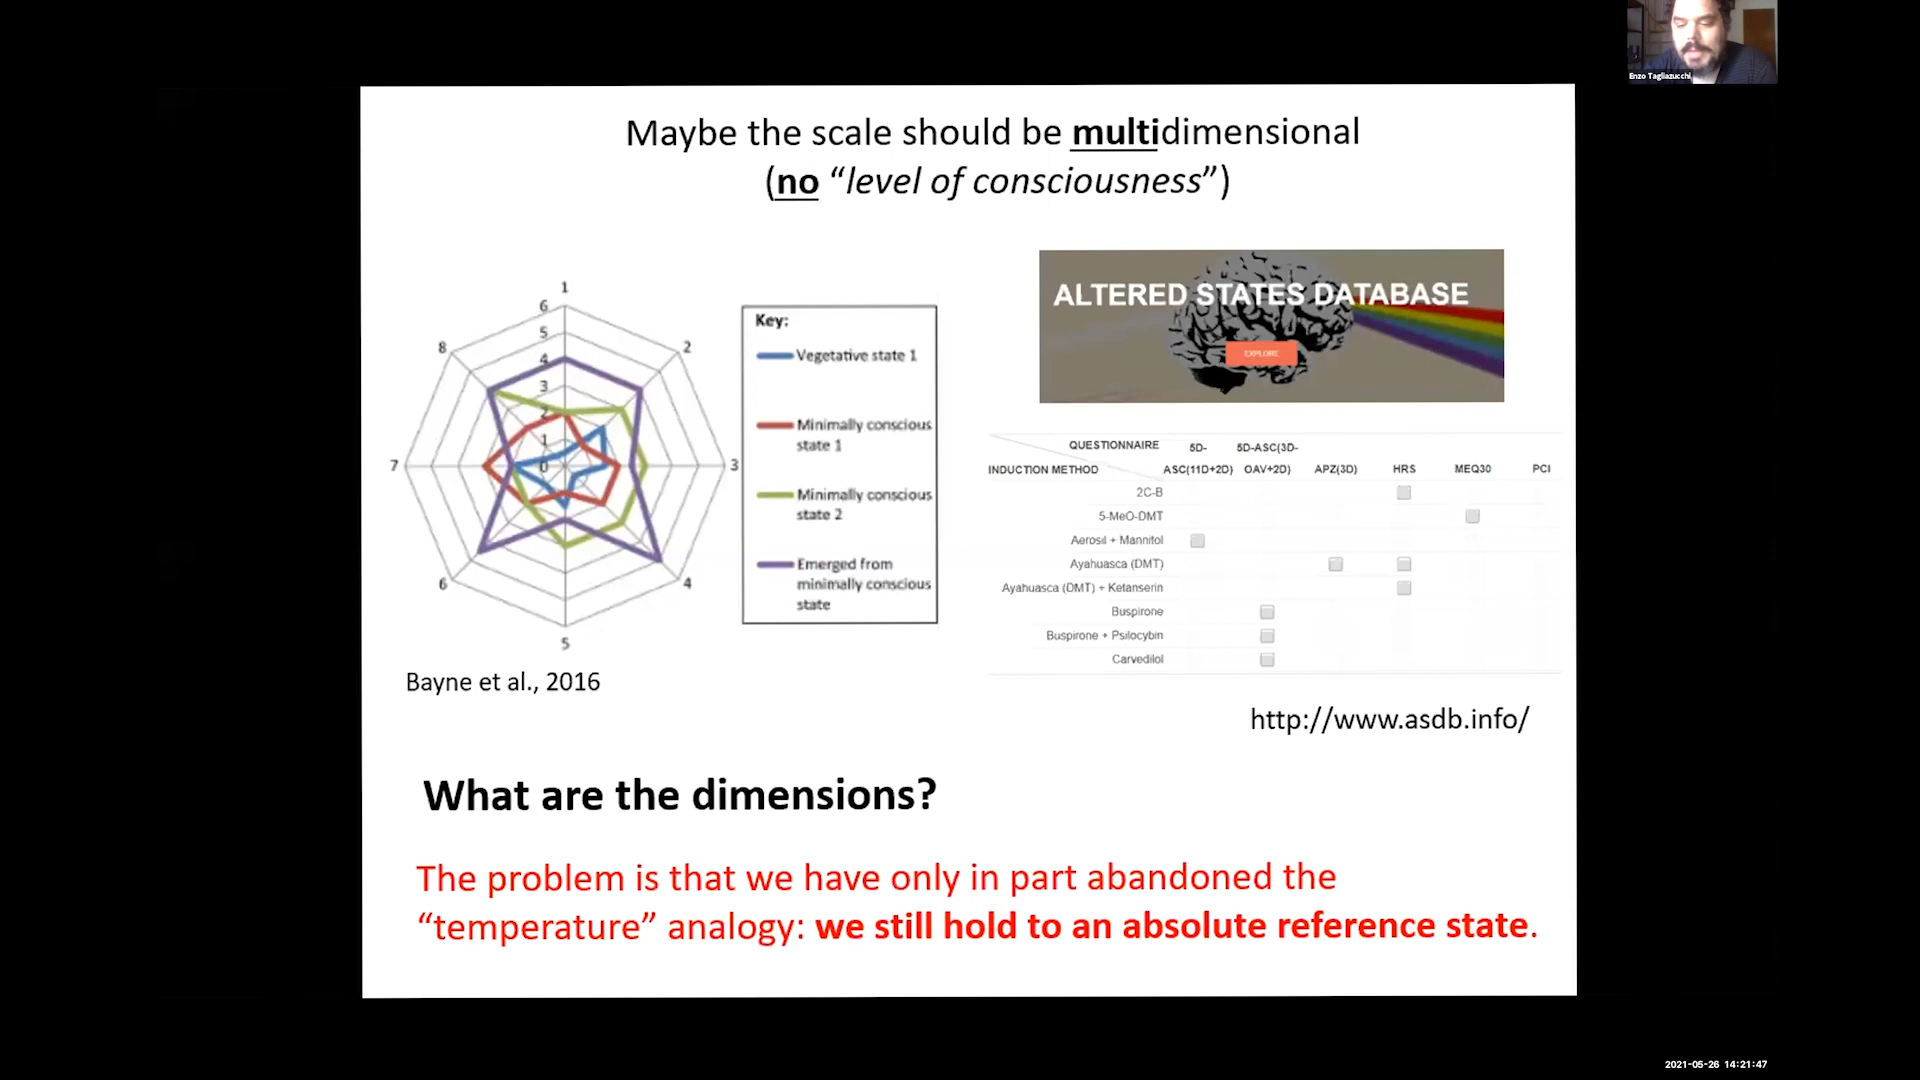 Enzo Tagliazucchi
Maybe the scale should be multidimensional
(no “level of consciousness”)
1
6
5
4
3
2
1
0
2
3
4
5
6
7
8
Key:
Vegetative state 1
Minimally conscious
state 1
Minimally conscious
state 2
Emerged from
minimally conscious
state
Bayne et al., 2016
ALTERED STATES DATABASE
EXPLORE
QUESTIONNAIRE 5D- 5D-ASC(3D-
INDUCTION METHOD ASC(11D+2D) OAV+2D) APZ(3D) HRS MEQ30 PCI
2C-B
5-MeO-DMT
Aerosil + Mannitol
Ayahuasca (DMT)
Ayahuasca (DMT) + Ketanserin
Buspirone
Buspirone + Psilocybin
Carvedilol
http://www.asdb.info/
What are the dimensions?
The problem is that we have only in part abandoned the
“temperature” analogy: we still hold to an absolute reference state.
2021-05-26 14:21:47